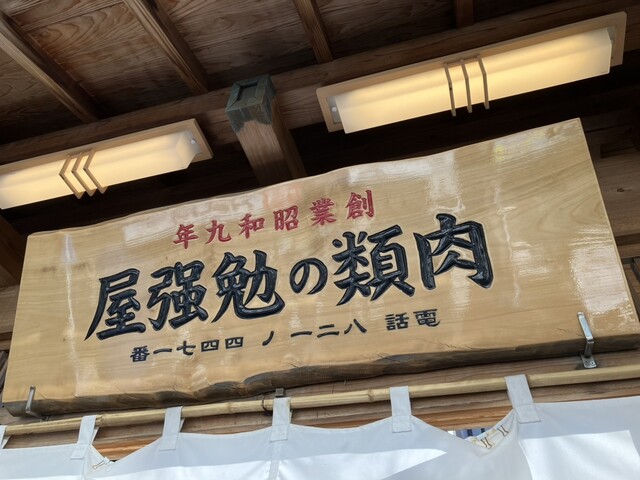 創業昭和九年
肉類の勉強屋
電話 八二一ノ四四七一番